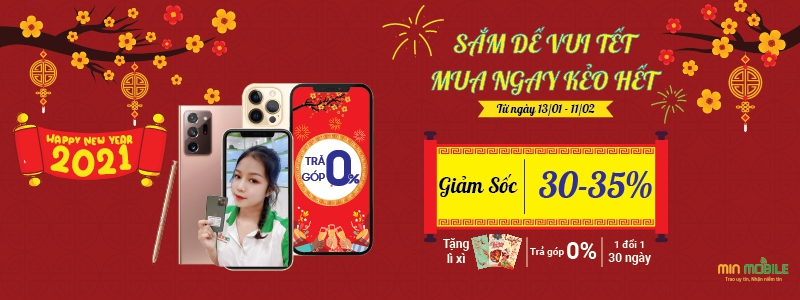 HAPPY NEW YEAR
2021
TRẢ
GÓP
0%
SẮM DẾ VUI TẾT
MUA NGAY KẺO HẾT
Từ ngày 13/01 - 11/02
Giảm Sốc
30-35%
Tặng
lì xì
Trả góp 0%
1 đổi 1
30 ngày
MIN MOBILE
Trao uy tín, Nhận niềm tin